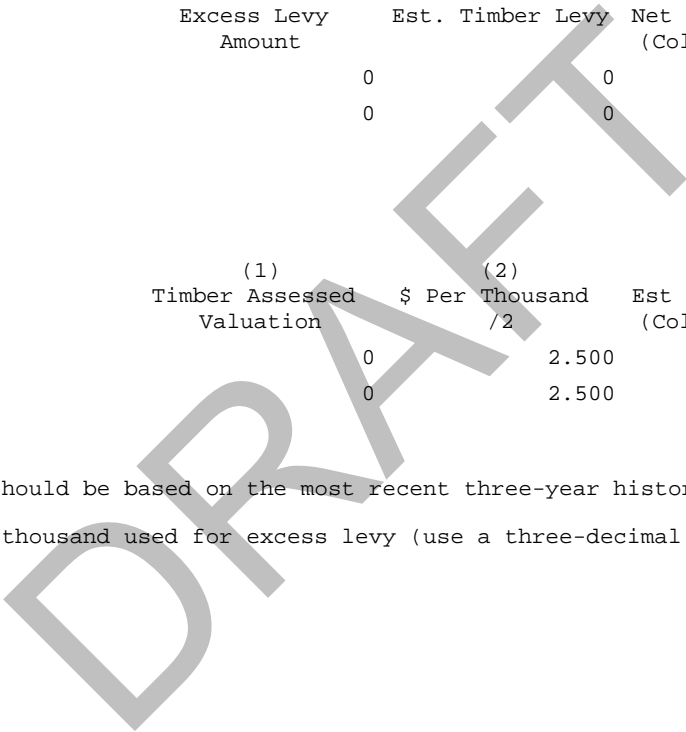 Excess Levy Est. Timber Levy Net
Amount (Col
0 0
0 0
(1) (2)
Timber Assessed $ Per Thousand Est
Valuation /2 (Col
0 2.500
0 2.500
hould be based on the most recent three-year histor
thousand used for excess levy (use a three-decimal
DRAFT